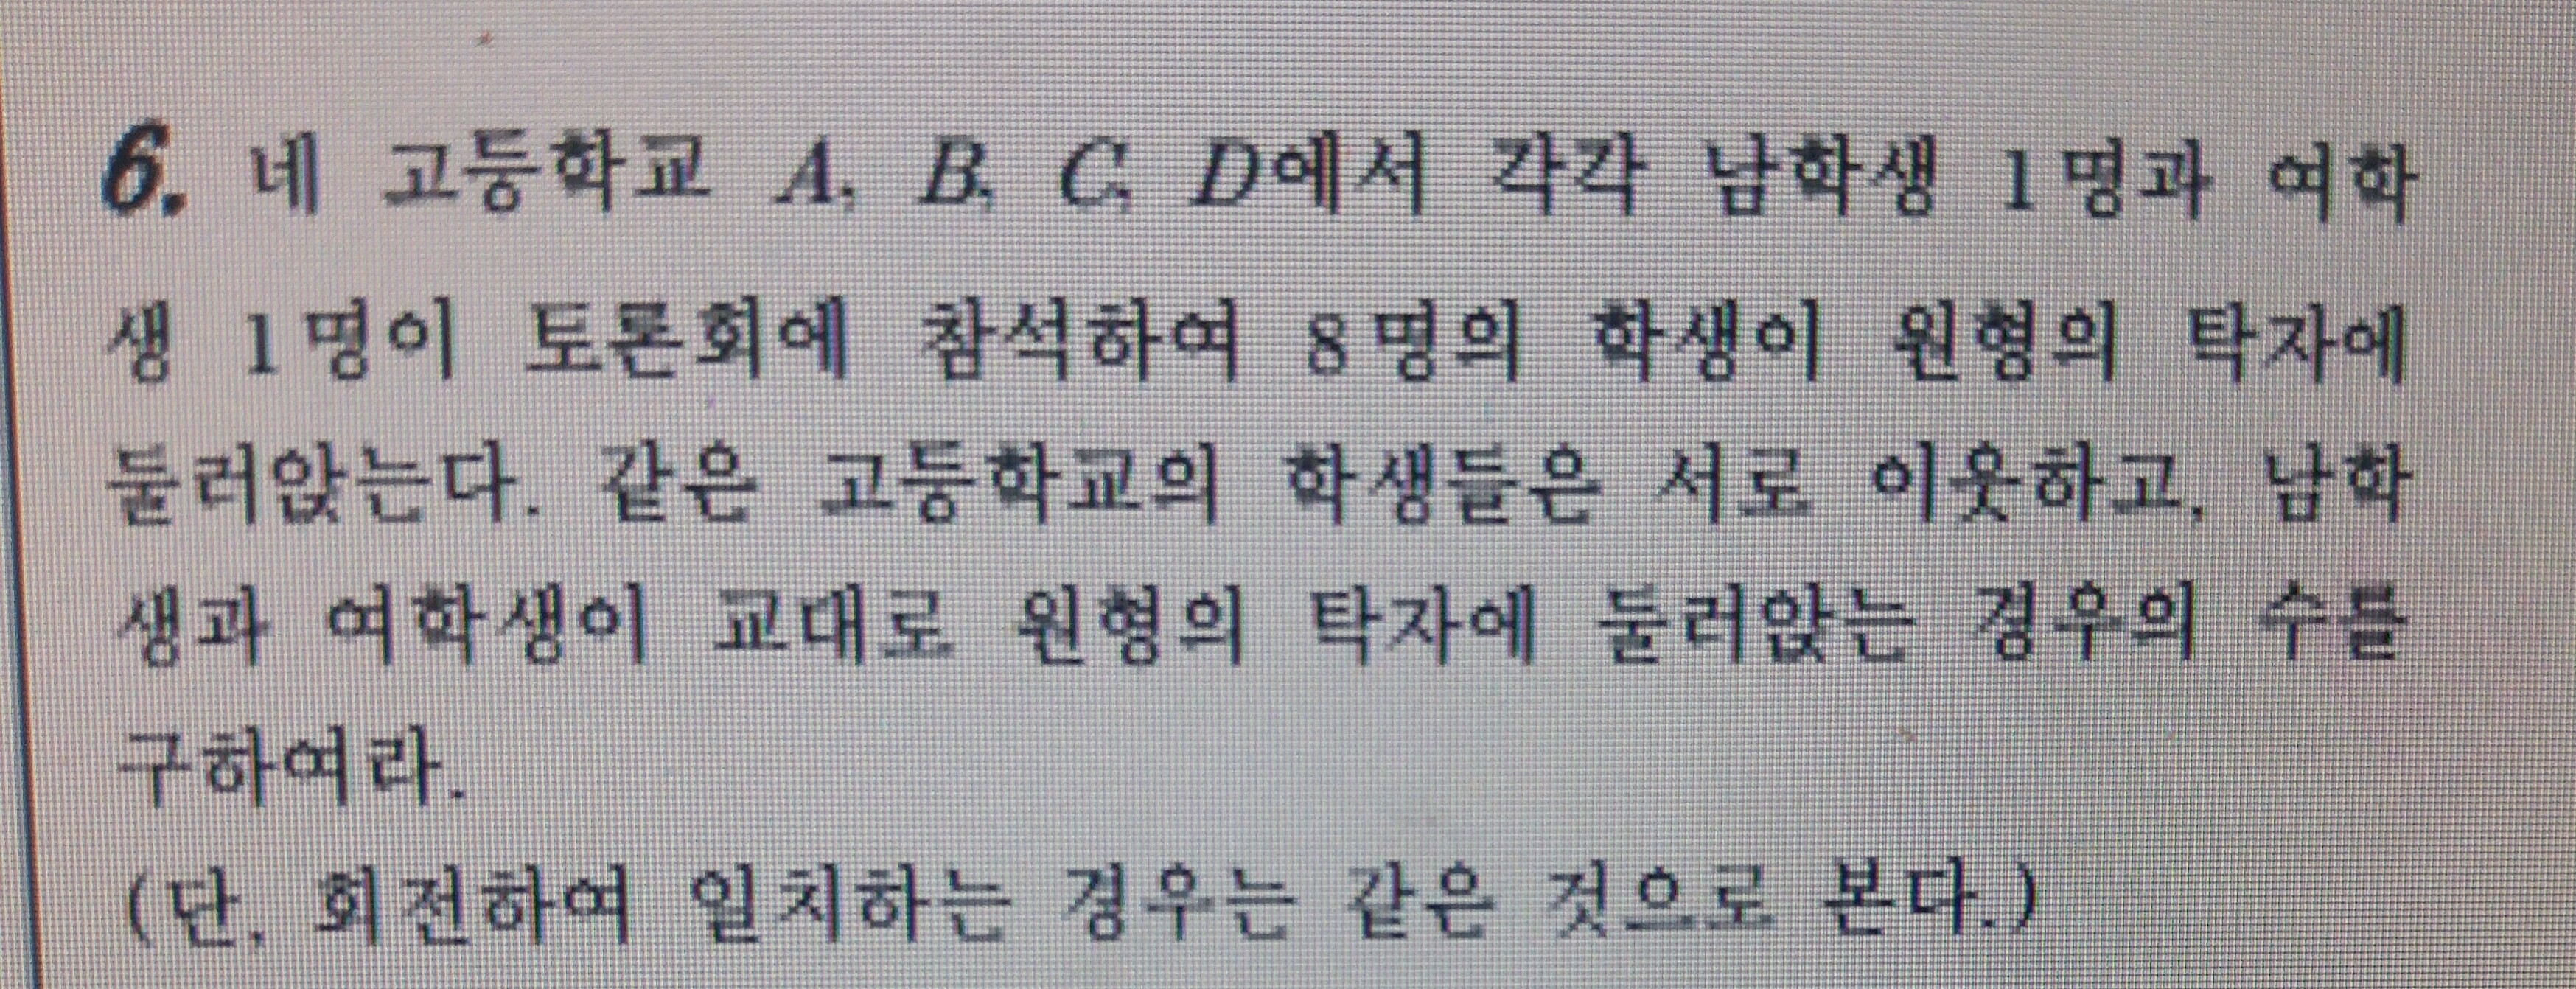 6. 네 고등학교 A, B, C, D에서 각각 남학생 1명과 여학
생 1명이 토론회에 참석하여 8명의 학생이 원형의 탁자에
둘러앉는다. 같은 고등학교의 학생들은 서로 이웃하고, 남학
생과 여학생이 교대로 원형의 탁자에 둘러앉는 경우의 수를
구하여라.
(단, 회전하여 일치하는 경우는 같은 것으로 본다.)